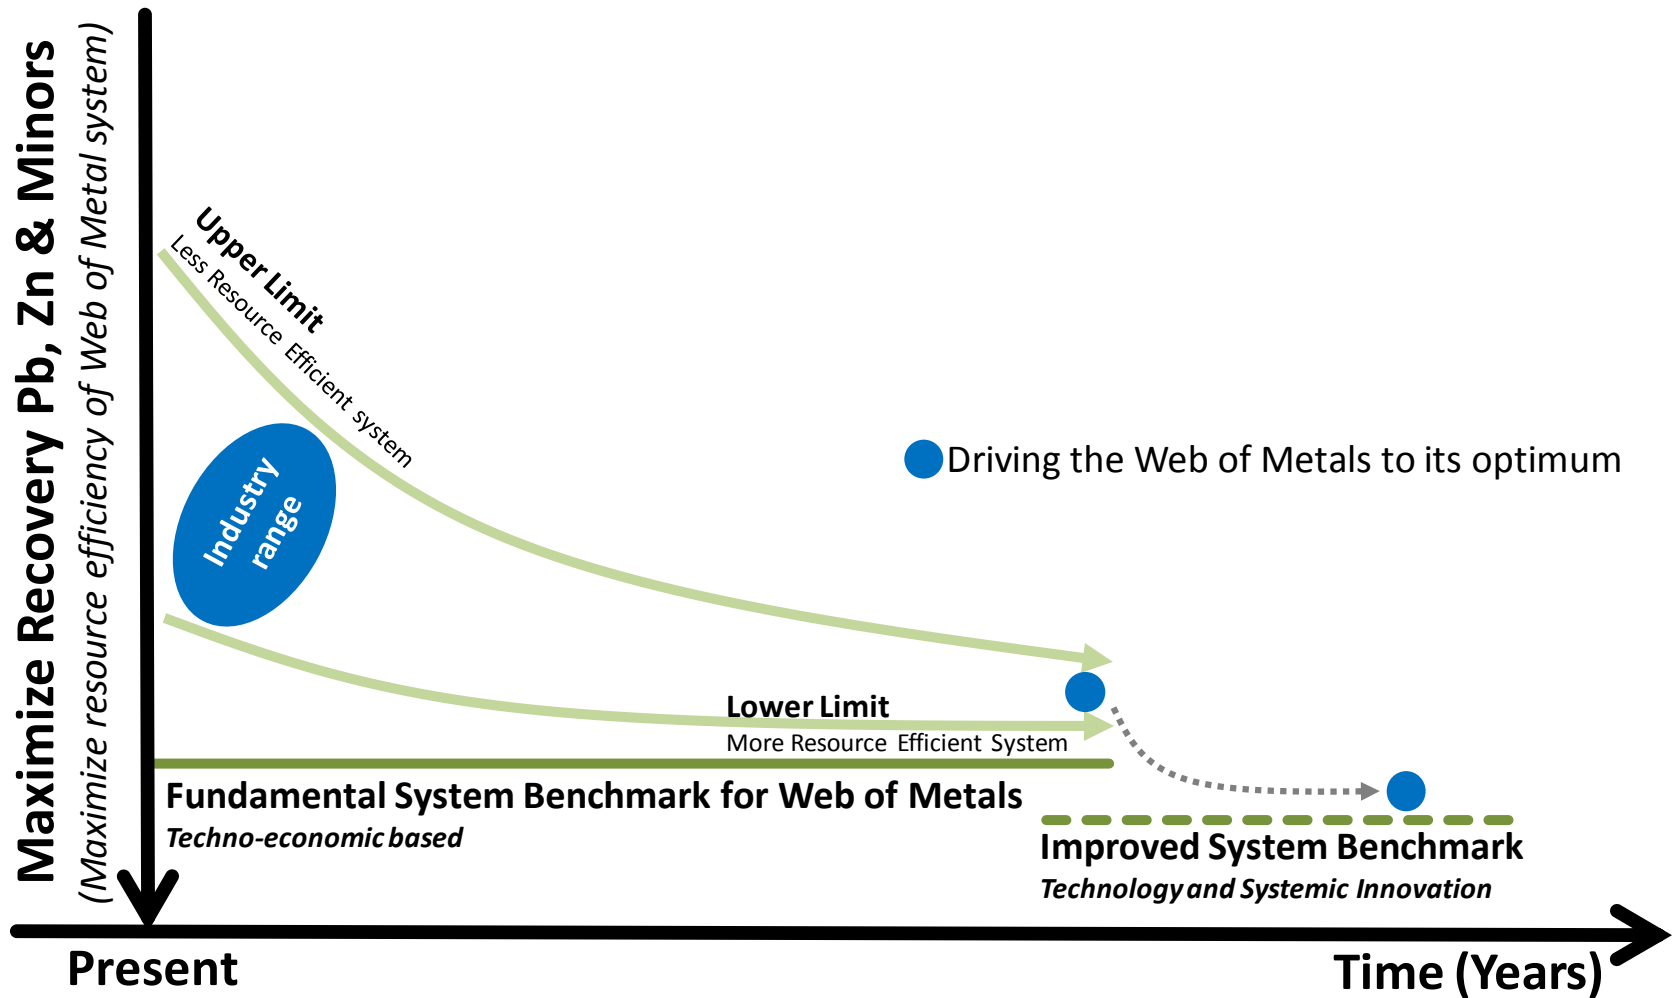 Maximize Recovery Pb, Zn & Minors
(Maximize resource efficiency of Web of Metal system)
Upper Limit
Less Resource Efficient system
Industry
range
Driving the Web of Metals to its optimum
Lower Limit
More Resource Efficient System
Fundamental System Benchmark for Web of Metals
Techno-economic based
Improved System Benchmark
Technology and Systemic Innovation
Present
Time (Years)